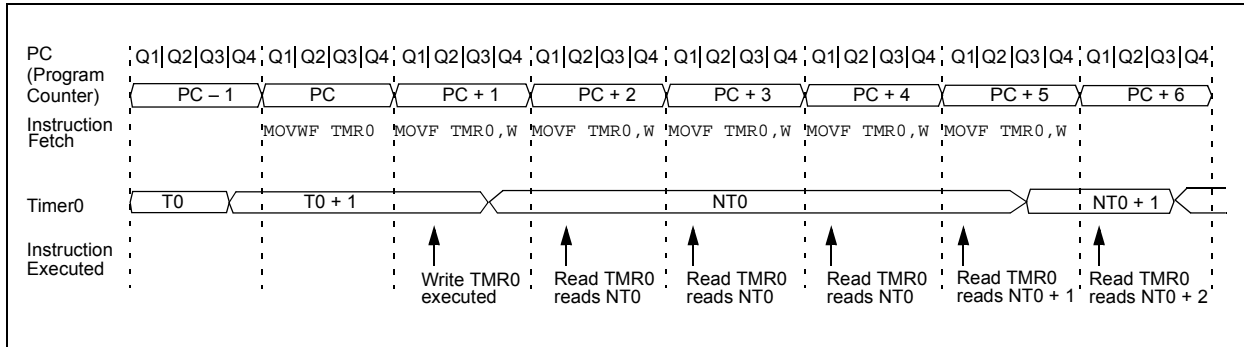 PC
(Program
Counter)
Q1 Q2 Q3 Q4 Q1 Q2 Q3 Q4 Q1 Q2 Q3 Q4 Q1 Q2 Q3 Q4 Q1 Q2 Q3 Q4 Q1 Q2 Q3 Q4 Q1 Q2 Q3 Q4 Q1 Q2 Q3 Q4
PC – 1 PC PC + 1 PC + 2 PC + 3 PC + 4 PC + 5 PC + 6
Instruction
Fetch
MOVWF TMR0 MOVF TMR0,W MOVF TMR0,W MOVF TMR0,W MOVF TMR0,W MOVF TMR0,W
Timer0
T0 T0 + 1 NT0 NT0 + 1
Instruction
Executed
Write TMR0
executed
Read TMR0
reads NT0
Read TMR0
reads NT0
Read TMR0
reads NT0
Read TMR0
reads NT0 + 1
Read TMR0
reads NT0 + 2